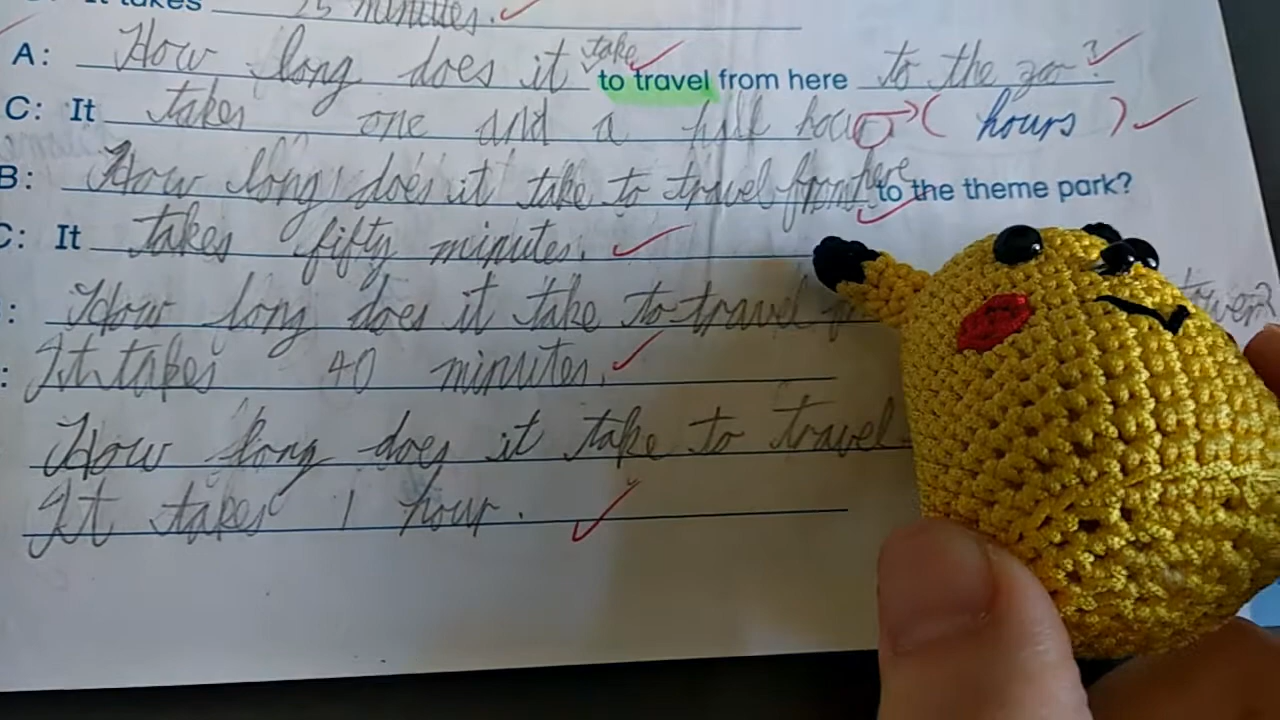 It takes 25 minutes.
A: How long does it take to travel from here to the zoo?
C: It takes one and a half hour ( hours )
B: How long does it take to travel from here to the theme park?
C: It takes fifty minutes.
: How long does it take to travel
: It takes 40 minutes.
How long does it take to travel
It takes 1 hour.